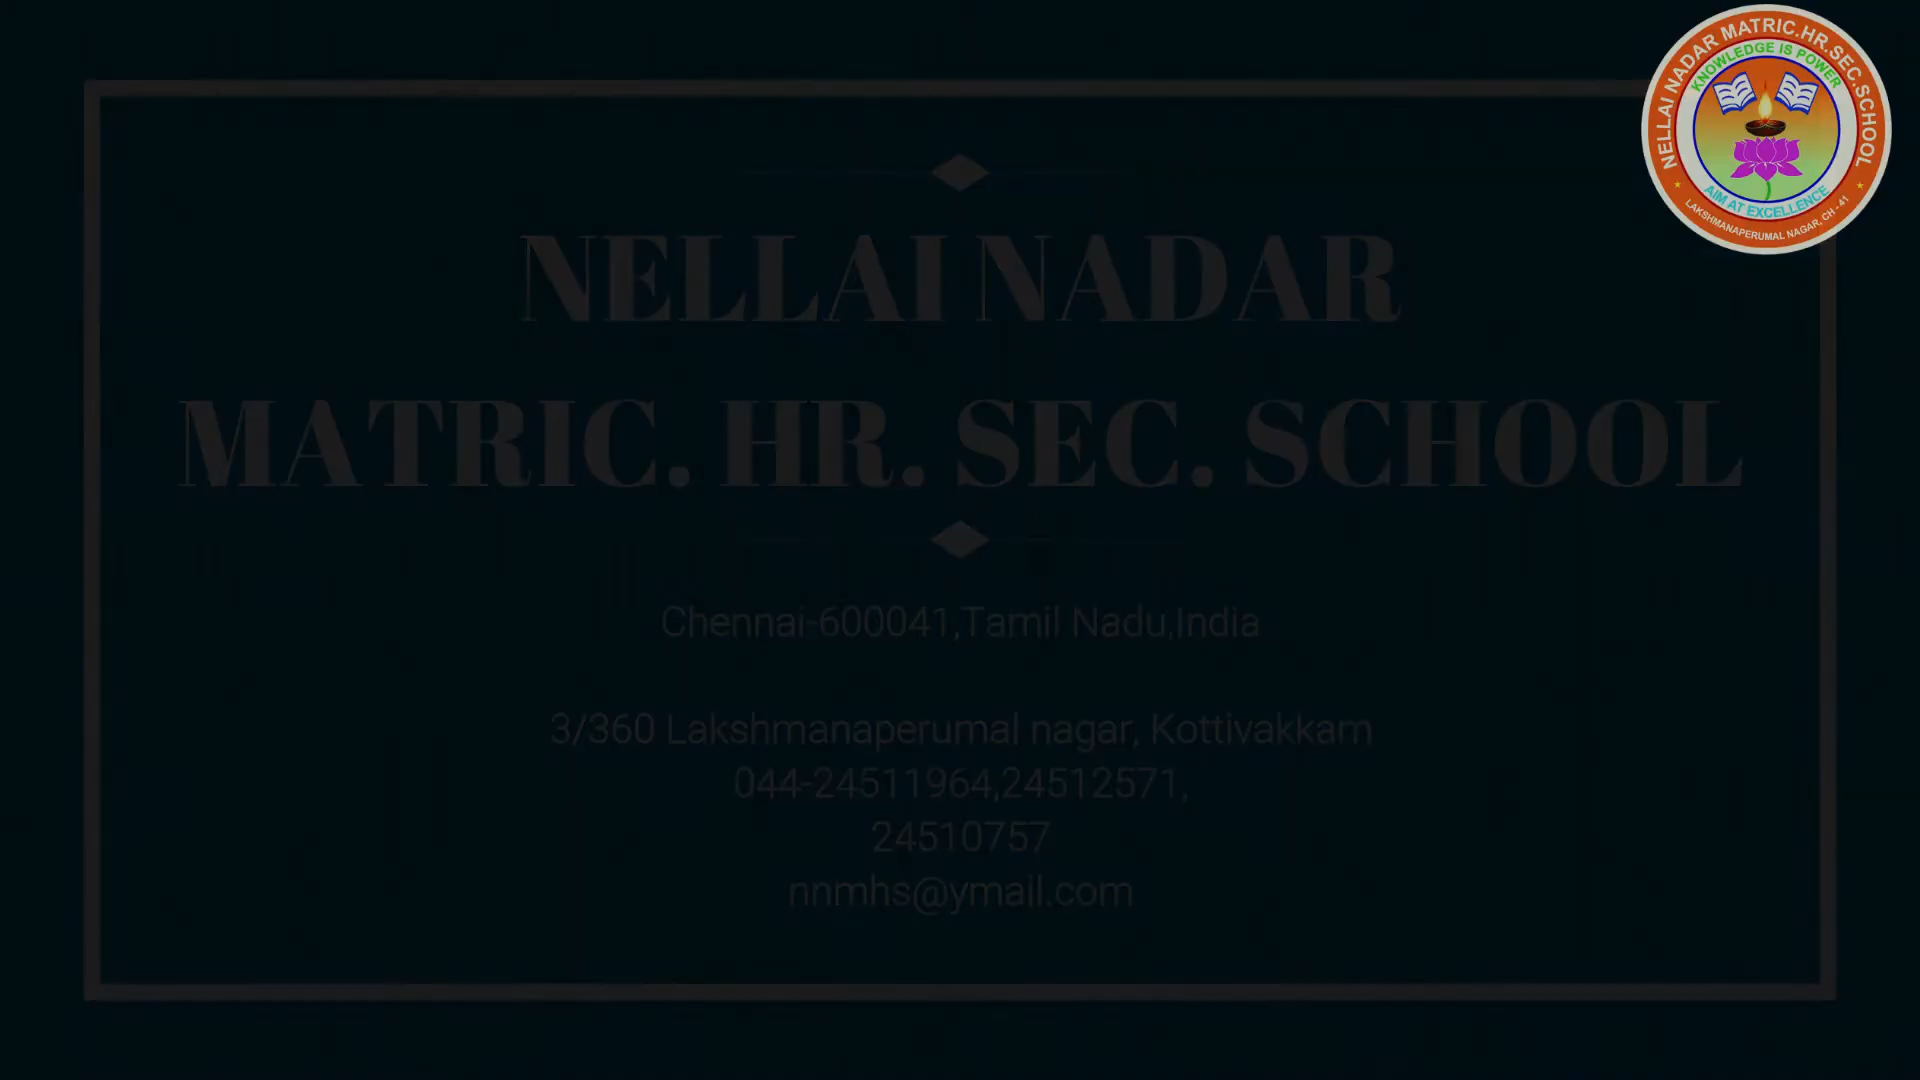 NELLAI NADAR MATRIC.HR.SEC.SCHOOL
KNOWLEDGE IS POWER
AIM AT EXCELLENCE
LAKSHMANAPERUMAL NAGAR, CH - 41
NELLAI NADAR
MATRIC. HR. SEC. SCHOOL
Chennai-600041,Tamil Nadu,India
3/360 Lakshmanaperumal nagar, Kottivakkam
044-24511964,24512571,
24510757
nnmhs@ymail.com